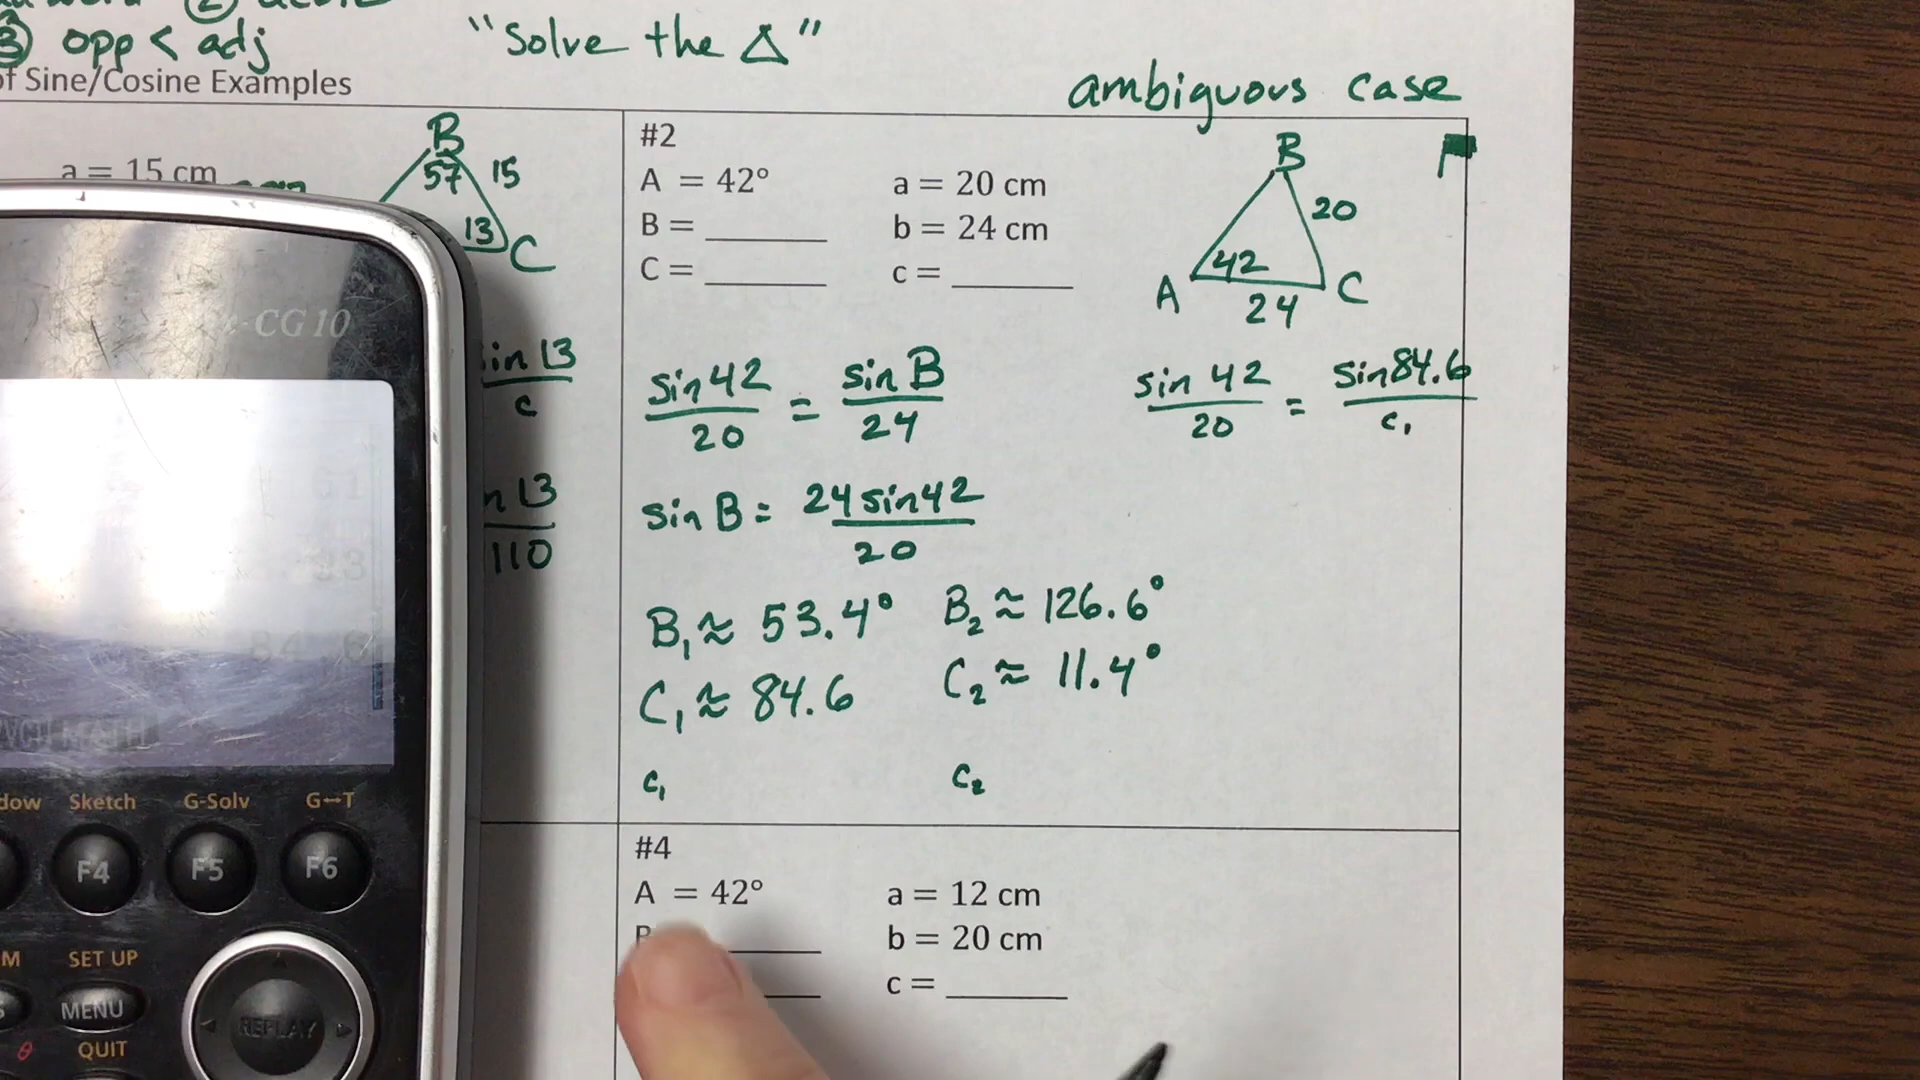 ③ opp < adj
"Solve the △"
of Sine/Cosine Examples
ambiguous case
a = 15 cm
B
57
15
13
C
sin 13
c
n 13
110
#2
A = 42° a = 20 cm
B = ______ b = 24 cm
C = ______ c = ______
B
20
42
A
C
24
sin 42 / 20 = sin B / 24
sin 42 / 20 = sin 84.6 / c₁
sin B = 24 sin 42 / 20
B₁ ≈ 53.4° B₂ ≈ 126.6°
C₁ ≈ 84.6 C₂ ≈ 11.4°
c₁ c₂
#4
A = 42° a = 12 cm
b = 20 cm
c = ______
CG10
Sketch G-Solv G↔T
F4 F5 F6
SET UP
MENU
REPLAY
θ QUIT